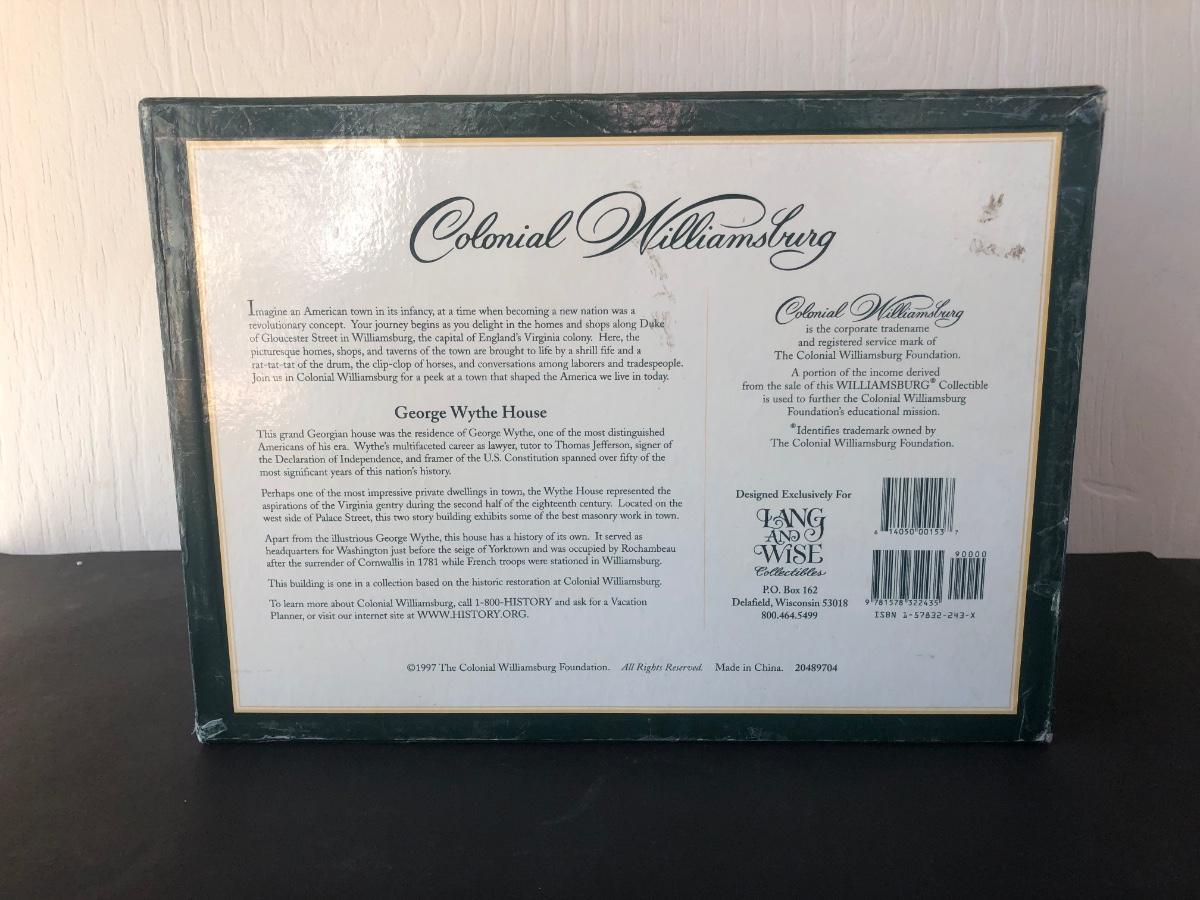 Colonial Williamsburg
Imagine an American town in its infancy, at a time when becoming a new nation was a
revolutionary concept. Your journey begins as you delight in the homes and shops along Duke
of Gloucester Street in Williamsburg, the capital of England's Virginia colony. Here, the
picturesque homes, shops, and taverns of the town are brought to life by a shrill fife and a
rat-tat-tat of the drum, the clip-clop of horses, and conversations among laborers and tradespeople.
Join us in Colonial Williamsburg for a peek at a town that shaped the America we live in today.
George Wythe House
This grand Georgian house was the residence of George Wythe, one of the most distinguished
Americans of his era. Wythe's multifaceted career as lawyer, tutor to Thomas Jefferson, signer of
the Declaration of Independence, and framer of the U.S. Constitution spanned over fifty of the
most significant years of this nation's history.
Perhaps one of the most impressive private dwellings in town, the Wythe House represented the
aspirations of the Virginia gentry during the second half of the eighteenth century. Located on the
west side of Palace Street, this two story building exhibits some of the best masonry work in town.
Apart from the illustrious George Wythe, this house has a history of its own. It served as
headquarters for Washington just before the seige of Yorktown and was occupied by Rochambeau
after the surrender of Cornwallis in 1781 while French troops were stationed in Williamsburg.
This building is one in a collection based on the historic restoration at Colonial Williamsburg.
To learn more about Colonial Williamsburg, call 1-800-HISTORY and ask for a Vacation
Planner, or visit our internet site at WWW.HISTORY.ORG.
Colonial Williamsburg
is the corporate tradename
and registered service mark of
The Colonial Williamsburg Foundation.
A portion of the income derived
from the sale of this WILLIAMSBURG® Collectible
is used to further the Colonial Williamsburg
Foundation's educational mission.
®Identifies trademark owned by
The Colonial Williamsburg Foundation.
Designed Exclusively For
LANG
AND
WISE
Collectibles
P.O. Box 162
Delafield, Wisconsin 53018
800.464.5499
6 14050 00153 7
90000
9 781578 322435
ISBN 1-57832-243-X
©1997 The Colonial Williamsburg Foundation. All Rights Reserved. Made in China. 20489704